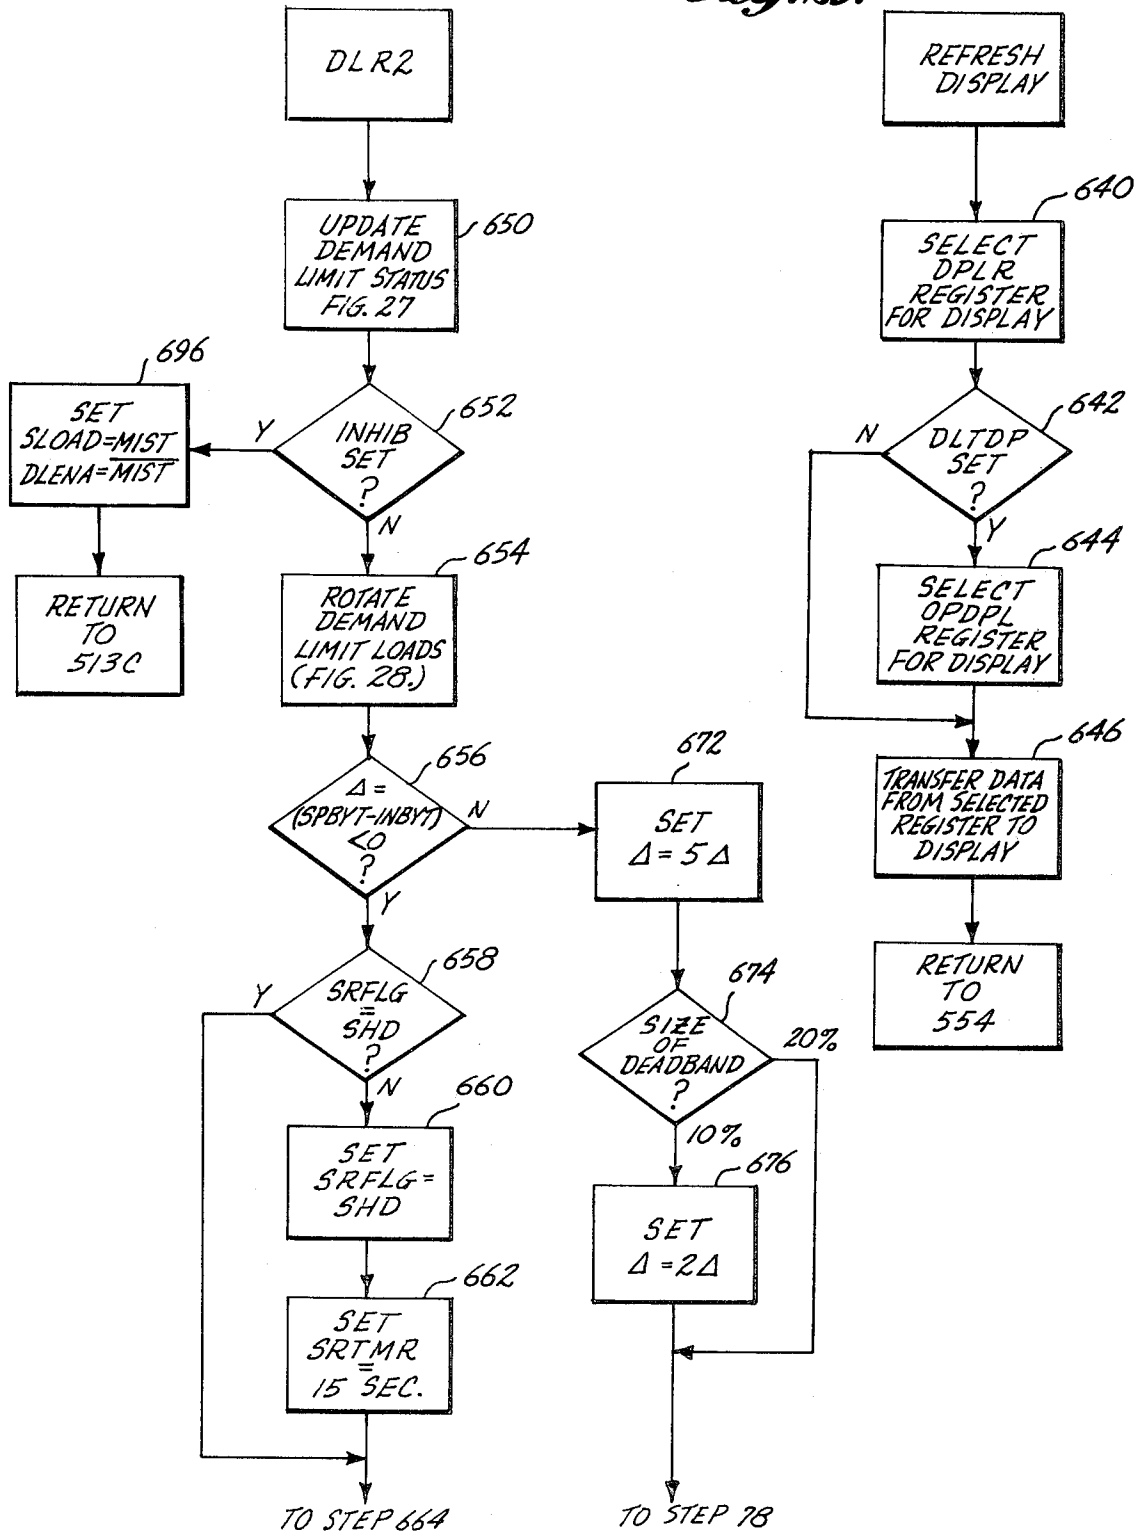 DLR2
UPDATE
DEMAND
LIMIT STATUS
FIG. 27
650
INHIB
SET
?
652
Y
N
696
SET
SLOAD=MIST
DLENA=M̅I̅S̅T̅
RETURN
TO
513C
654
ROTATE
DEMAND
LIMIT LOADS
(FIG. 28.)
656
Δ =
(SPBYT-INBYT)
<0
?
N
Y
658
SRFLG
=
SHD
?
Y
N
660
SET
SRFLG=
SHD
662
SET
SRTMR
=
15 SEC.
TO STEP 664
672
SET
Δ = 5Δ
674
SIZE
OF
DEADBAND
?
20%
10%
676
SET
Δ = 2Δ
TO STEP 78
REFRESH
DISPLAY
640
SELECT
DPLR
REGISTER
FOR DISPLAY
642
DLTDP
SET
?
N
Y
644
SELECT
OPDPL
REGISTER
FOR DISPLAY
646
TRANSFER DATA
FROM SELECTED
REGISTER TO
DISPLAY
RETURN
TO
554